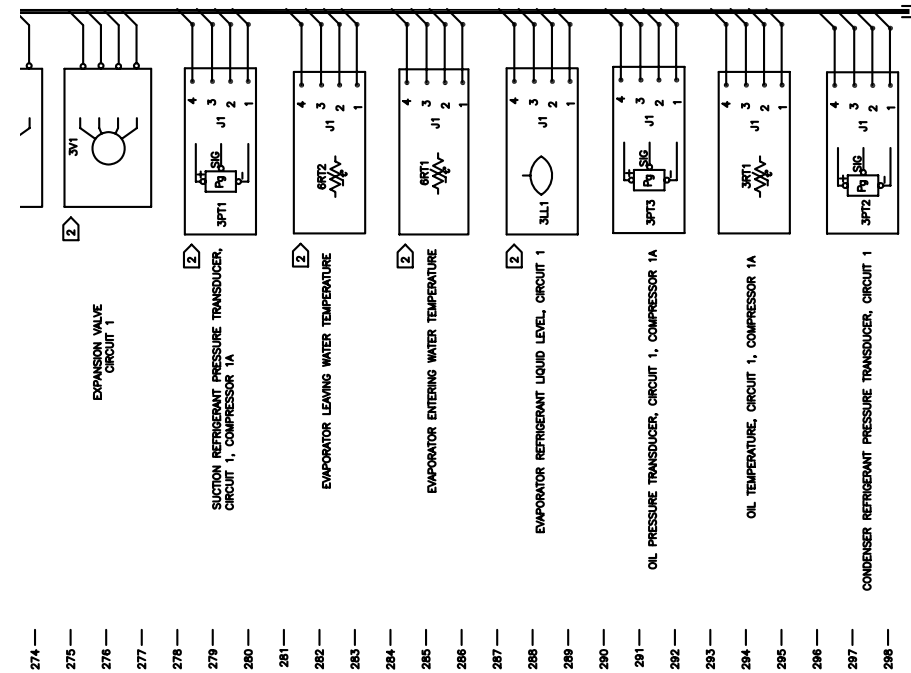 3V1
2
EXPANSION VALVE
CIRCUIT 1
4 3 2 1
J1
SIG
Pg
3PT1
2
SUCTION REFRIGERANT PRESSURE TRANSDUCER,
CIRCUIT 1, COMPRESSOR 1A
4 3 2 1
J1
6RT2
2
EVAPORATOR LEAVING WATER TEMPERATURE
4 3 2 1
J1
6RT1
2
EVAPORATOR ENTERING WATER TEMPERATURE
4 3 2 1
J1
3LL1
2
EVAPORATOR REFRIGERANT LIQUID LEVEL, CIRCUIT 1
4 3 2 1
J1
SIG
Pg
3PT3
OIL PRESSURE TRANSDUCER, CIRCUIT 1, COMPRESSOR 1A
4 3 2 1
J1
3RT1
OIL TEMPERATURE, CIRCUIT 1, COMPRESSOR 1A
4 3 2 1
J1
SIG
Pg
3PT2
CONDENSER REFRIGERANT PRESSURE TRANSDUCER, CIRCUIT 1
274
275
276
277
278
279
280
281
282
283
284
285
286
287
288
289
290
291
292
293
294
295
296
297
298